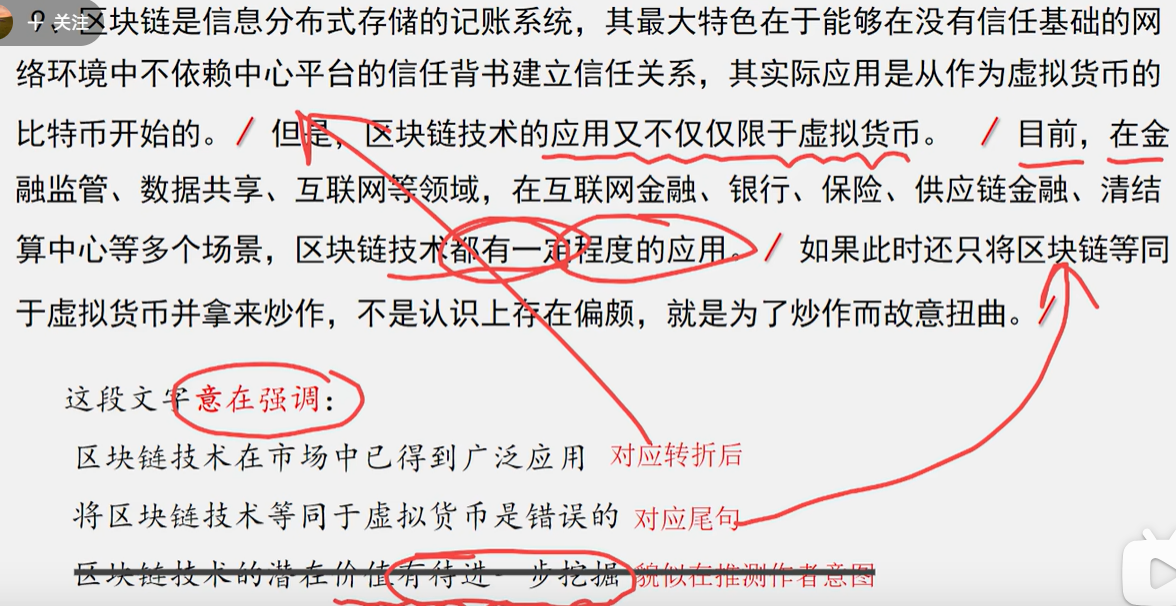 + 关注
9、区块链是信息分布式存储的记账系统，其最大特色在于能够在没有信任基础的网
络环境中不依赖中心平台的信任背书建立信任关系，其实际应用是从作为虚拟货币的
比特币开始的。/ 但是，区块链技术的应用又不仅仅限于虚拟货币。 / 目前，在金
融监管、数据共享、互联网等领域，在互联网金融、银行、保险、供应链金融、清结
算中心等多个场景，区块链技术都有一定程度的应用。/ 如果此时还只将区块链等同
于虚拟货币并拿来炒作，不是认识上存在偏颇，就是为了炒作而故意扭曲。/
这段文字意在强调：
区块链技术在市场中已得到广泛应用 对应转折后
将区块链技术等同于虚拟货币是错误的 对应尾句
区块链技术的潜在价值有待进一步挖掘 貌似在推测作者意图